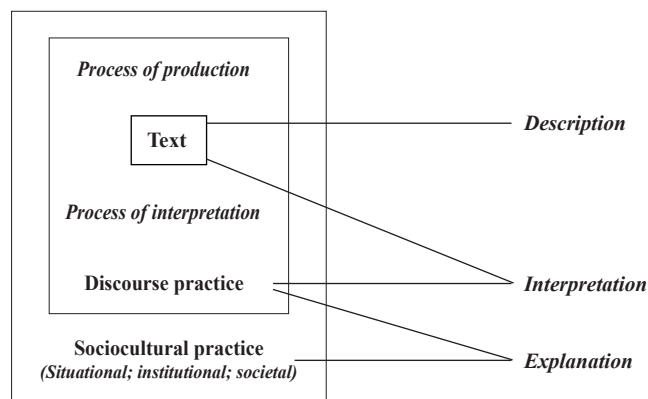 Process of production
Text
Description
Process of interpretation
Discourse practice
Interpretation
Sociocultural practice
(Situational; institutional; societal)
Explanation